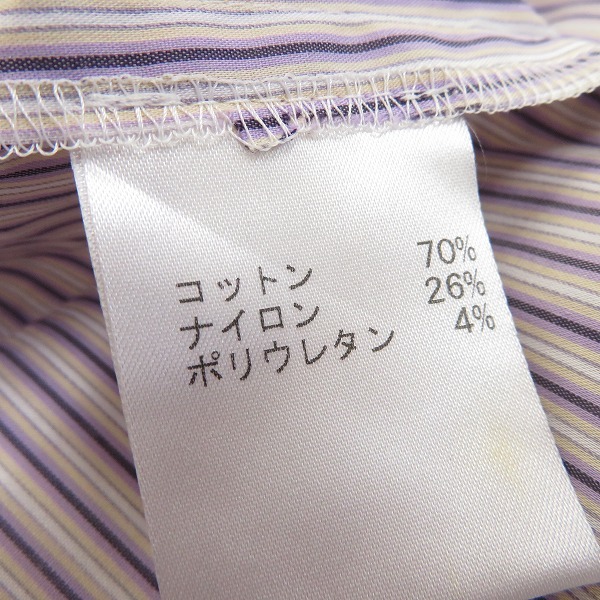 コットン 70%
ナイロン 26%
ポリウレタン 4%